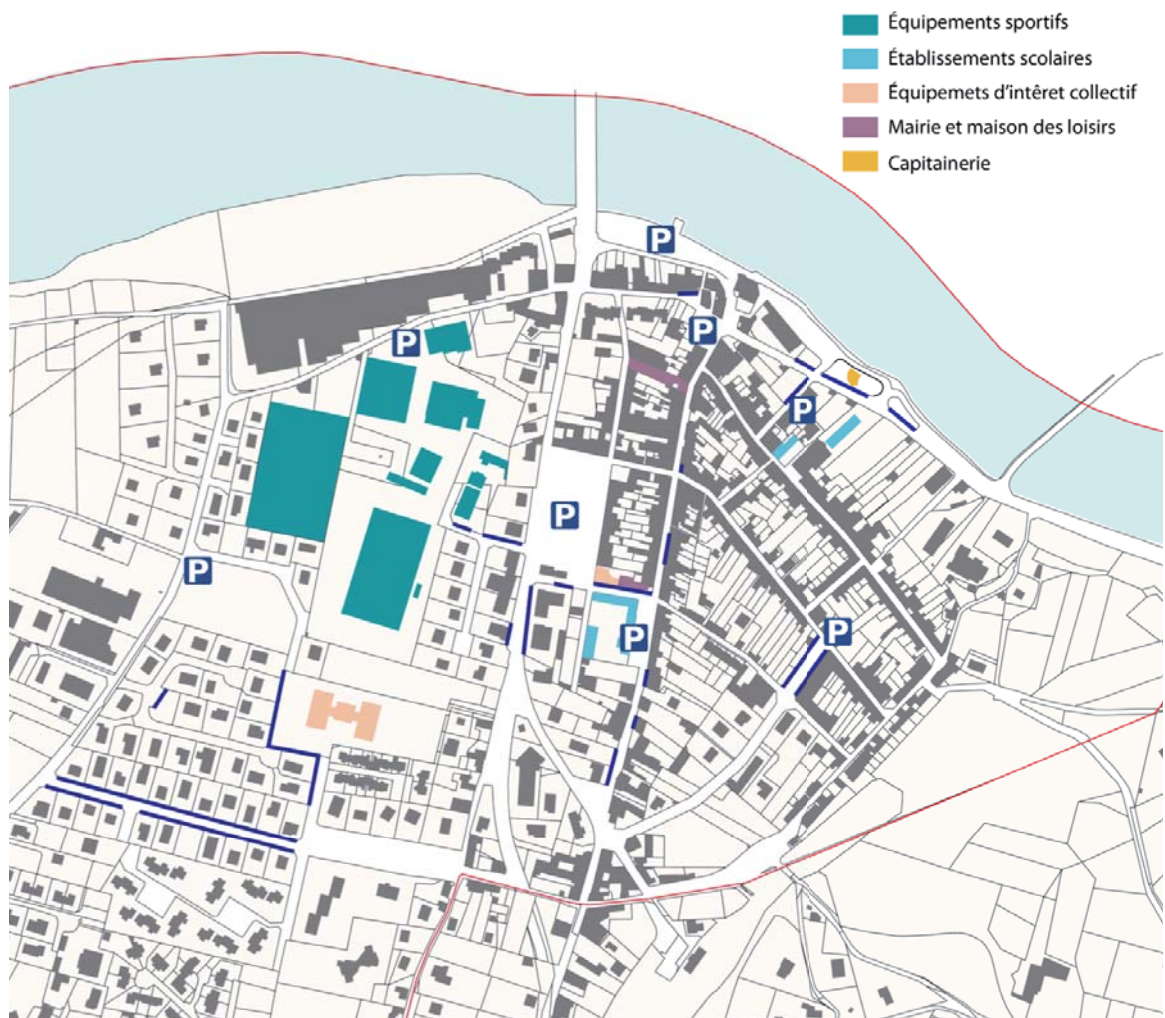 Équipements sportifs
Établissements scolaires
Équipemets d'intêret collectif
Mairie et maison des loisirs
Capitainerie
P
P
P
P
P
P
P
P